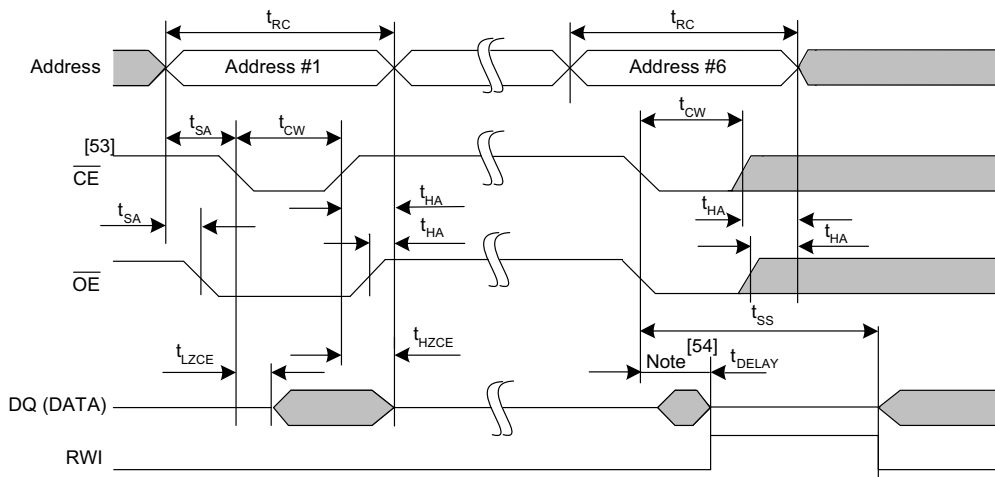 tRC
tRC
Address
Address #1
Address #6
tSA
tCW
tCW
[53]
CE
tHA
tHA
tSA
tHA
tHA
OE
tSS
tLZCE
tHZCE
Note[54]
tDELAY
DQ (DATA)
RWI